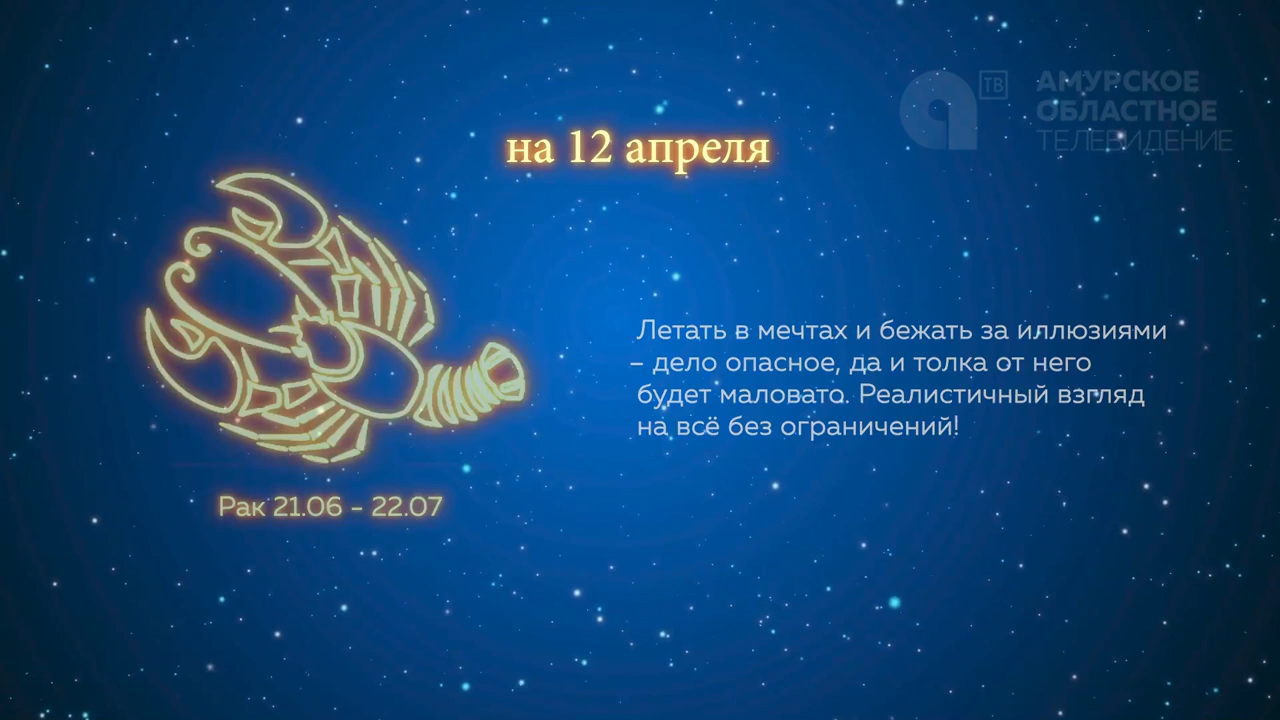 ТВ
АМУРСКОЕ
ОБЛАСТНОЕ
ТЕЛЕВИДЕНИЕ
на 12 апреля
Летать в мечтах и бежать за иллюзиями
– дело опасное, да и толка от него
будет маловато. Реалистичный взгляд
на всё без ограничений!
Рак 21.06 – 22.07